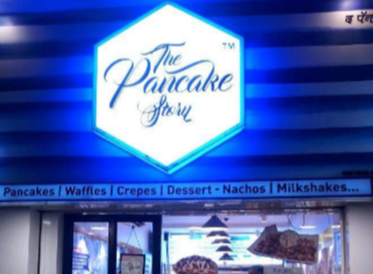 The
™
Pancake
Story
द पॅन
Pancakes | Waffles | Crepes | Dessert - Nachos | Milkshakes...